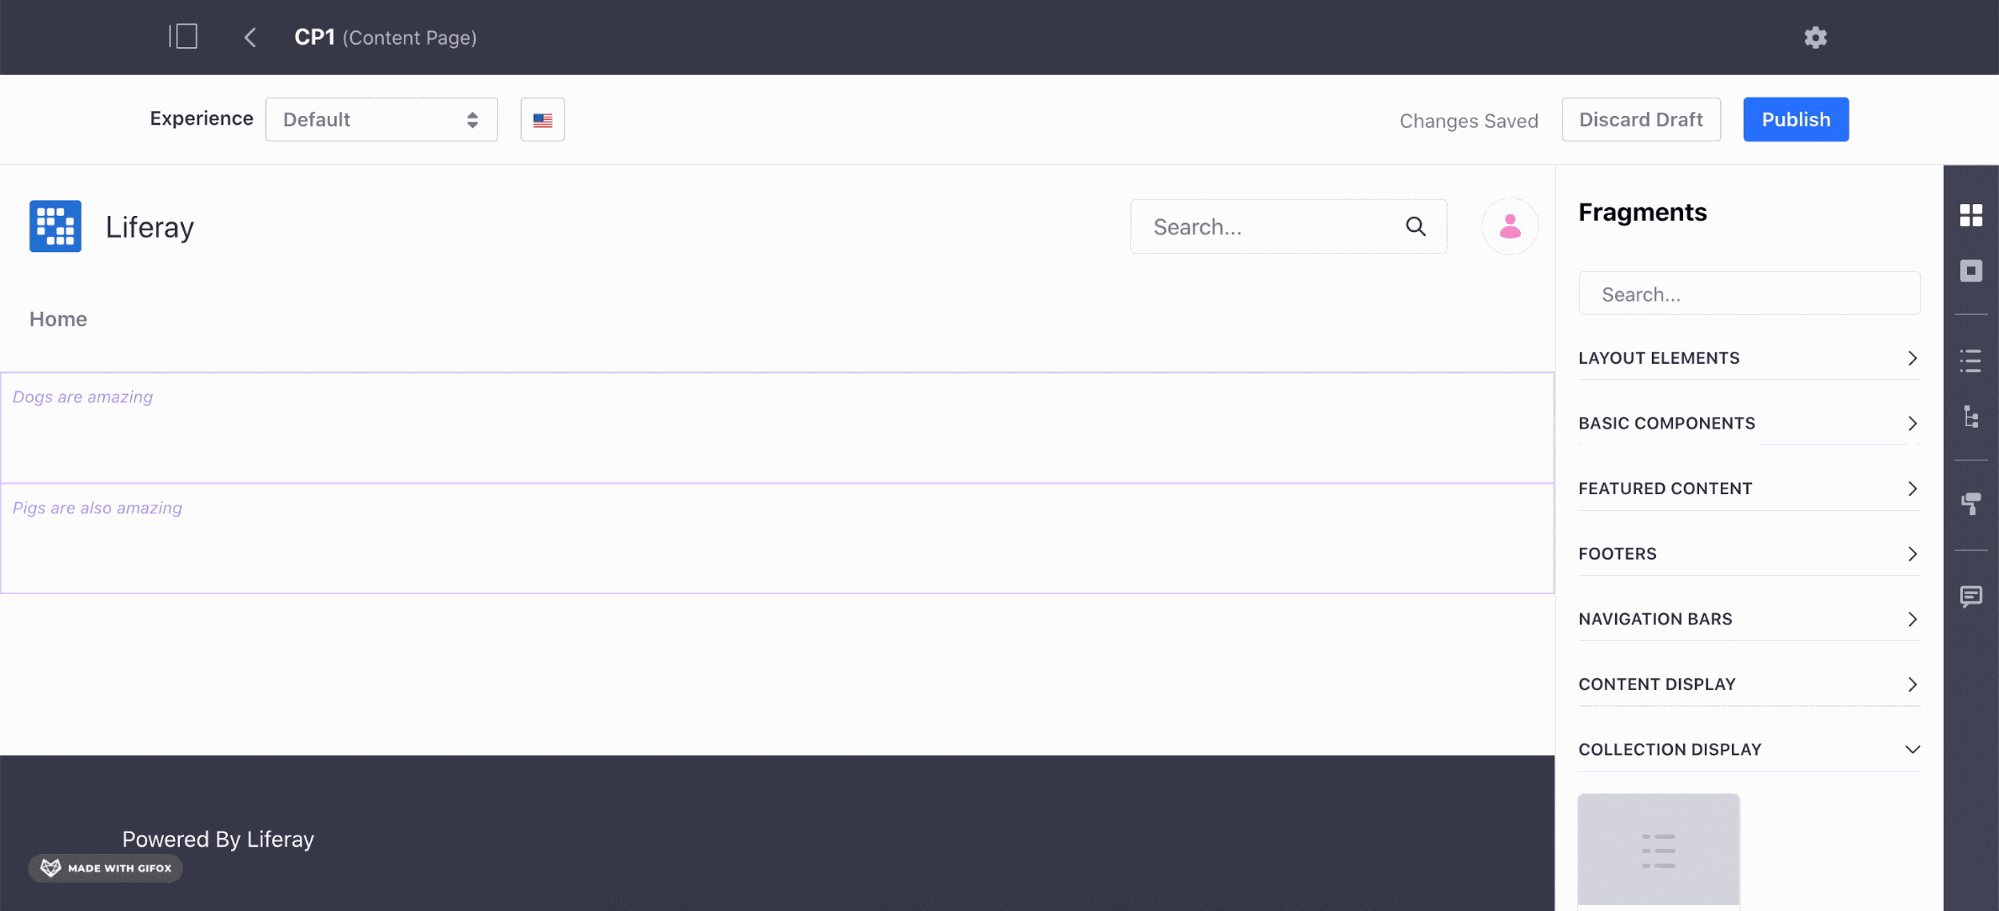 CP1 (Content Page)
Experience
Default
Changes Saved
Discard Draft
Publish
Liferay
Search...
Home
Dogs are amazing
Pigs are also amazing
Powered By Liferay
MADE WITH GIFOX
Fragments
Search...
LAYOUT ELEMENTS
BASIC COMPONENTS
FEATURED CONTENT
FOOTERS
NAVIGATION BARS
CONTENT DISPLAY
COLLECTION DISPLAY